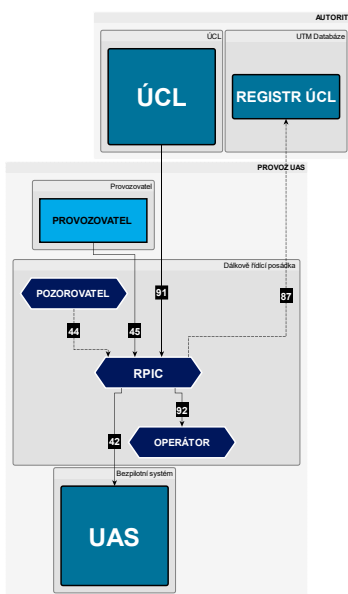 AUTORIT
ÚCL
UTM Databáze
ÚCL
REGISTR ÚCL
PROVOZ UAS
Provozovatel
PROVOZOVATEL
Dálkově řídící posádka
POZOROVATEL
91
87
44
45
RPIC
92
42
OPERÁTOR
Bezpilotní systém
UAS